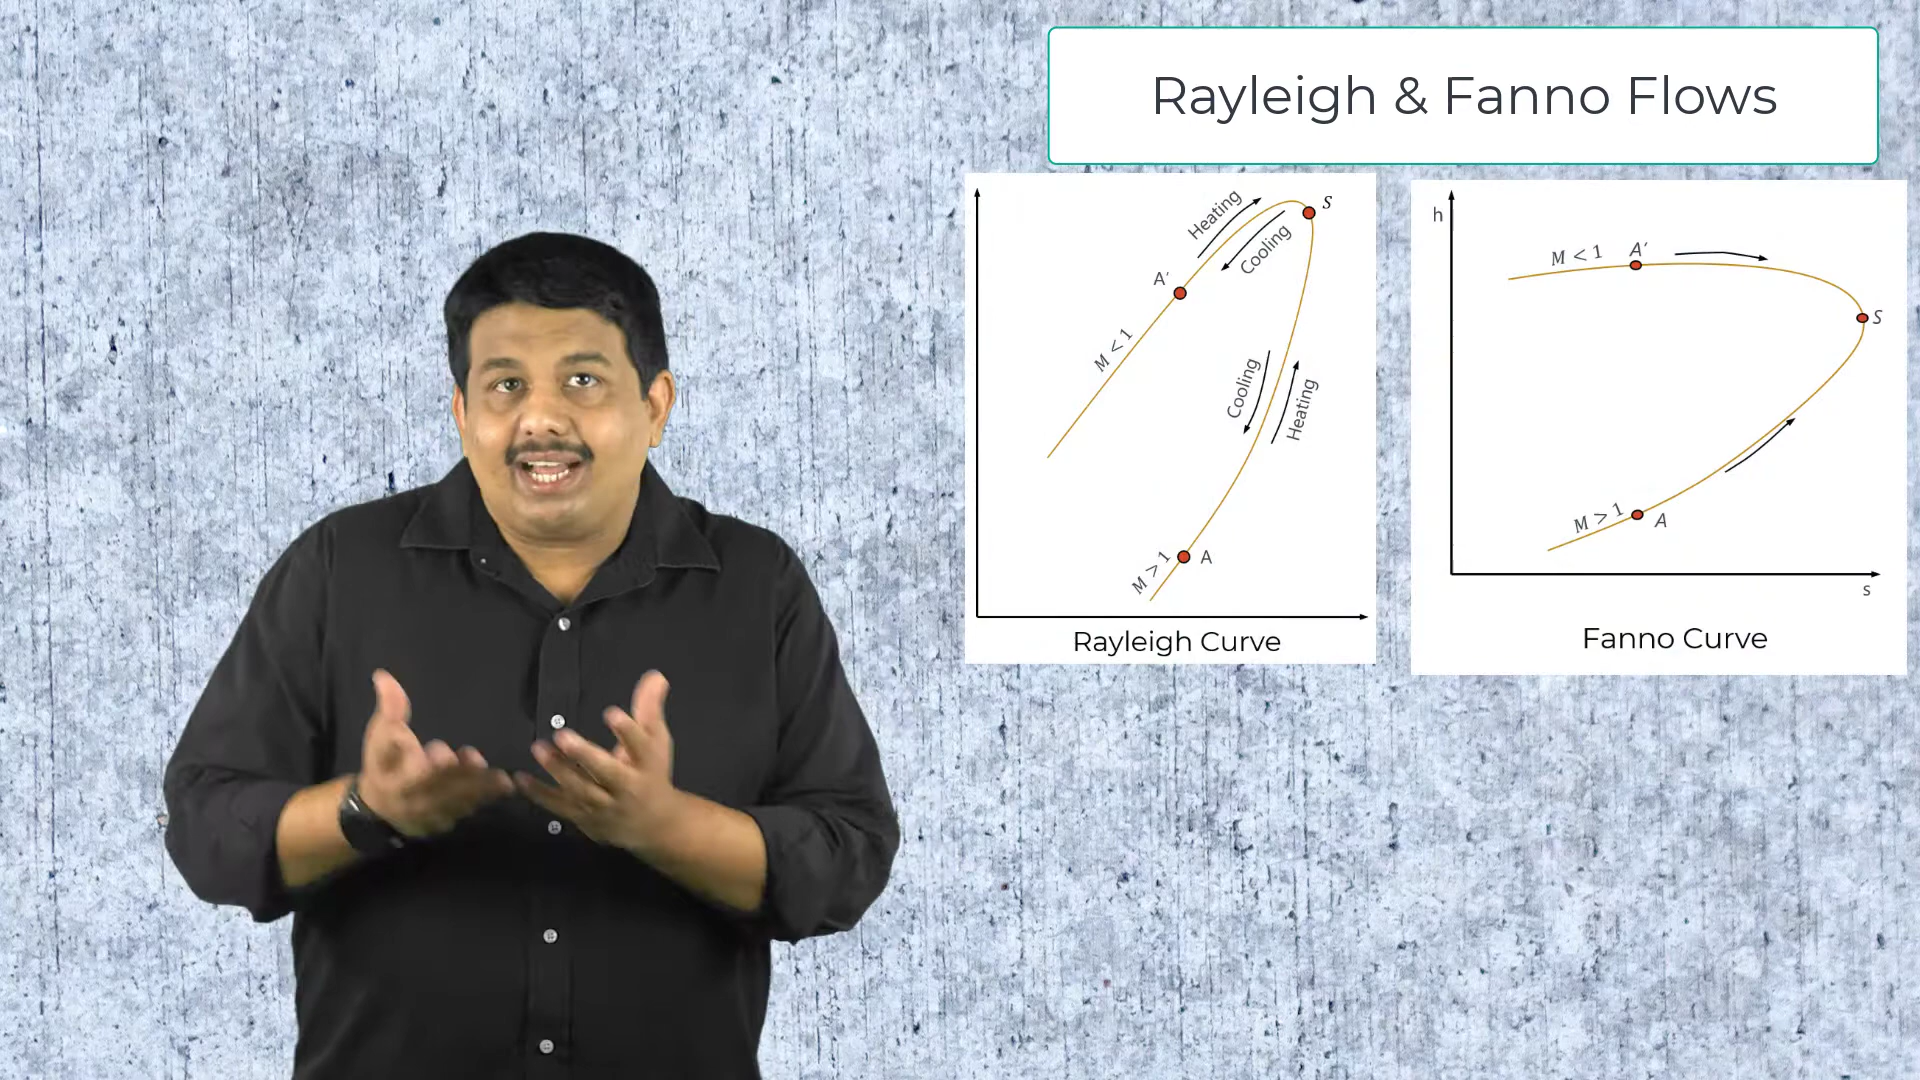 Rayleigh & Fanno Flows
Heating
Cooling
S
A′
M < 1
Cooling
Heating
M > 1
A
Rayleigh Curve
h
M < 1
A′
S
M > 1
A
s
Fanno Curve